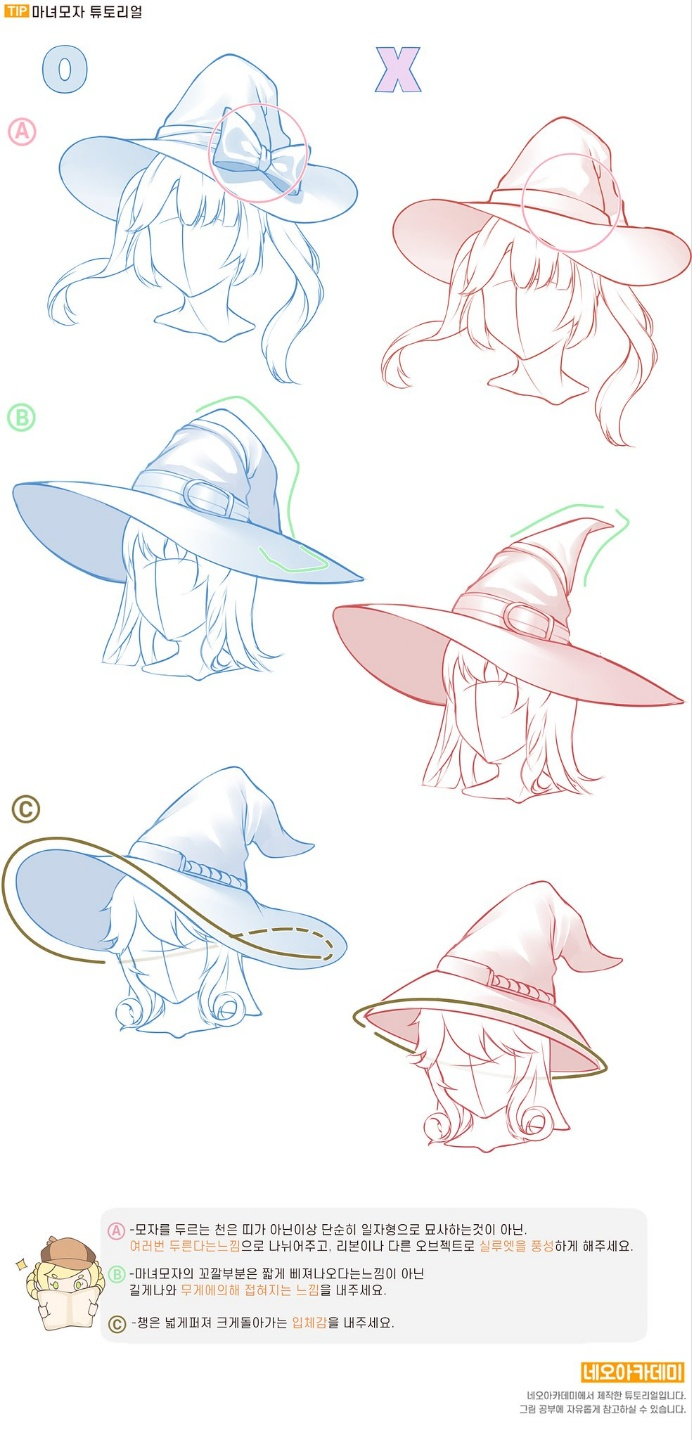 TIP 마녀모자 튜토리얼
O X
A
B
C
A -모자를 두르는 천은 띠가 아닌이상 단순히 일자형으로 묘사하는것이 아닌.
여러번 두른다는느낌으로 나뉘어주고, 리본이나 다른 오브젝트로 실루엣을 풍성하게 해주세요.
B -마녀모자의 꼬깔부분은 짧게 삐져나오다는느낌이 아닌
길게나와 무게에의해 접혀지는 느낌을 내주세요.
C -챙은 넓게퍼져 크게돌아가는 입체감을 내주세요.
네오아카데미
네오아카데미에서 제작한 튜토리얼입니다.
그림 공부에 자유롭게 참고하실 수 있습니다.